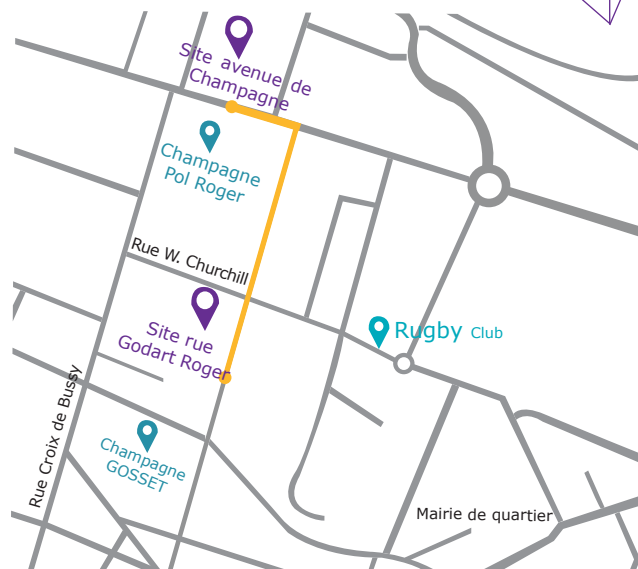 Site avenue de
Champagne
Champagne
Pol Roger
Rue W. Churchill
Site rue
Godart Roger
Rugby Club
Rue Croix de Bussy
Champagne
GOSSET
Mairie de quartier